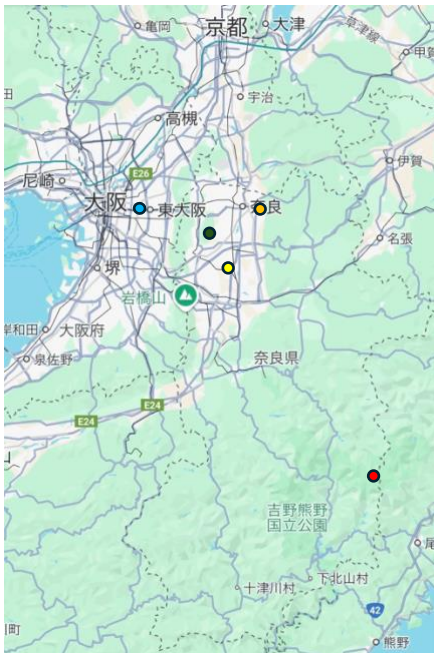 亀岡
京都
大津
草津線
甲賀
宇治
高槻
伊賀
E26
尼崎
大阪
東大阪
奈良
名張
堺
岩橋山
岸和田
大阪府
泉佐野
奈良県
E24
E24
吉野熊野
国立公園
下北山村
十津川村
42
熊野